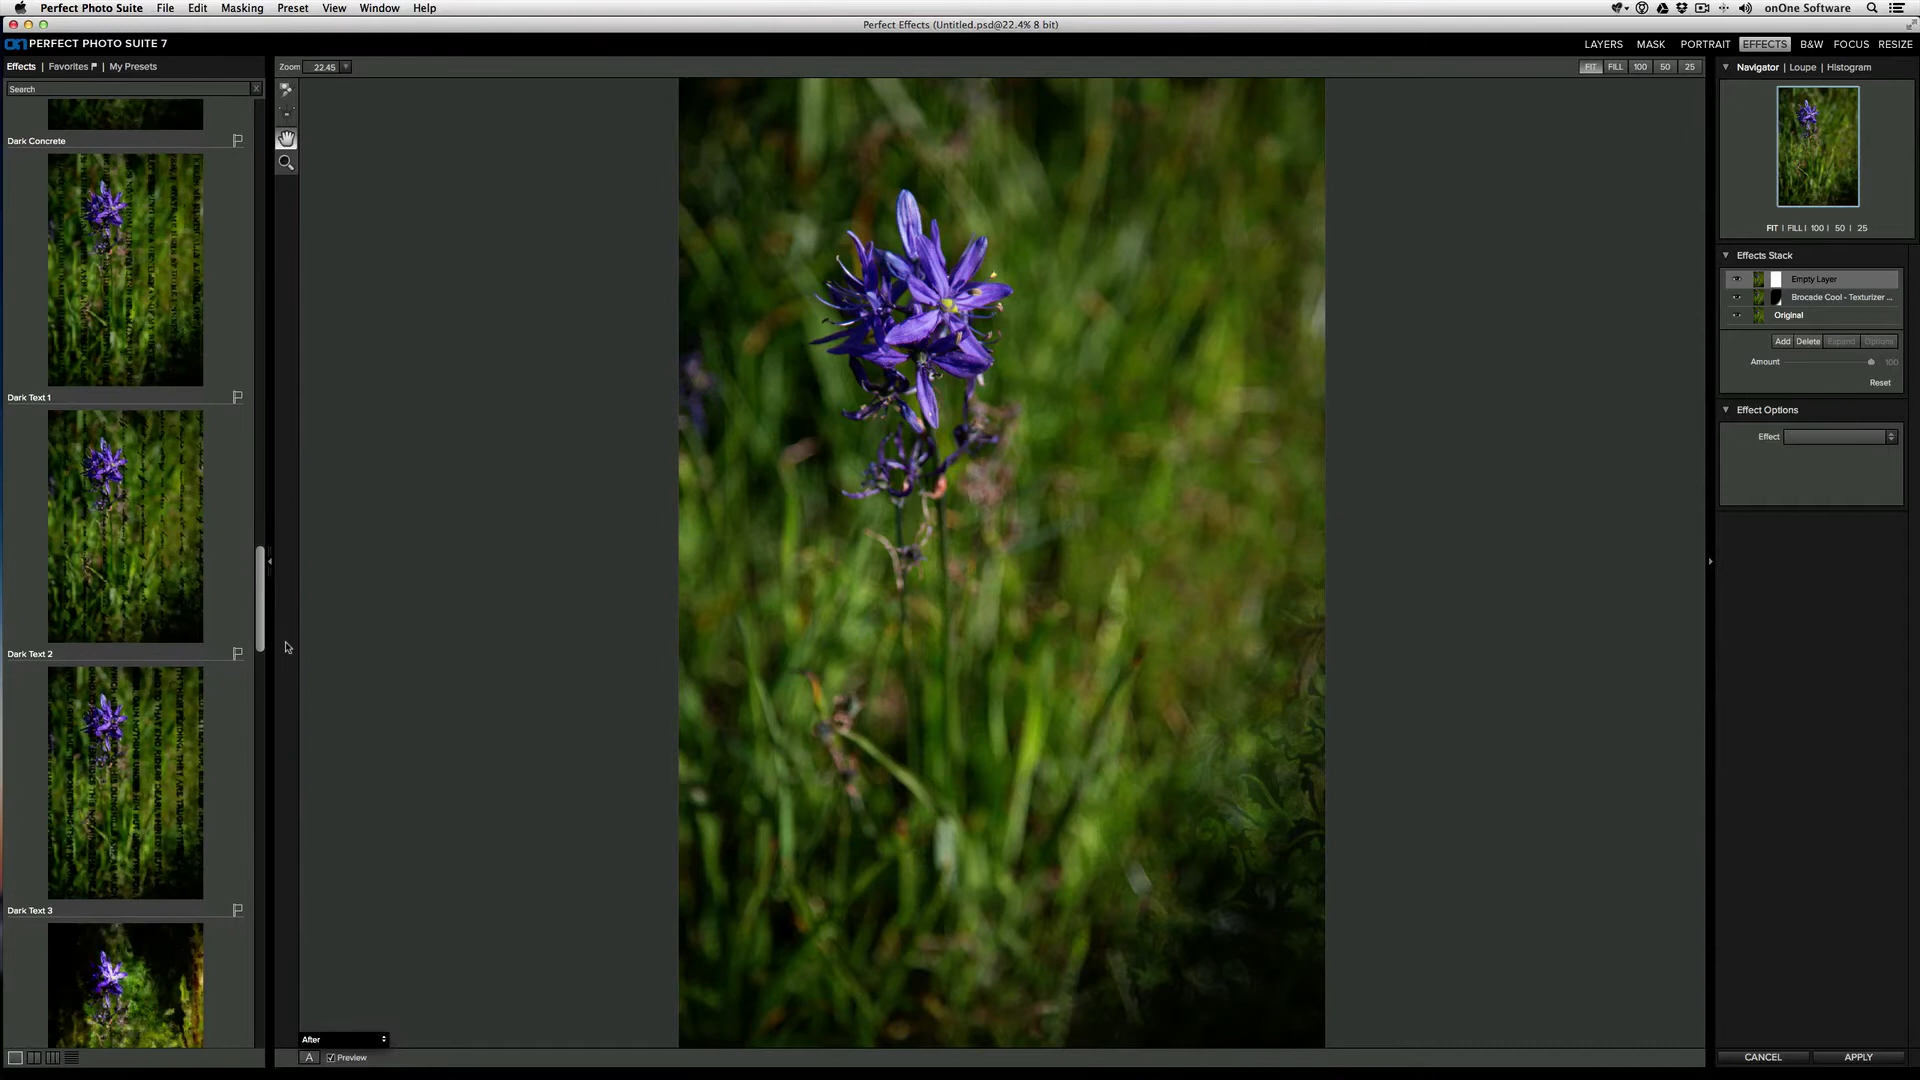 Perfect Photo Suite File Edit Masking Preset View Window Help
onOne Software
Perfect Effects (Untitled.psd@22.4% 8 bit)
on PERFECT PHOTO SUITE 7
LAYERS MASK PORTRAIT EFFECTS B&W FOCUS RESIZE
Effects | Favorites | My Presets
Zoom 22.45
FIT FILL 100 50 25
Navigator | Loupe | Histogram
Search X
Dark Concrete
FIT | FILL | 100 | 50 | 25
Effects Stack
Empty Layer
Brocade Cool - Texturizer ...
Original
Add Delete Expand Options
Amount 100
Reset
Dark Text 1
Effect Options
Effect
Dark Text 2
Dark Text 3
After
A Preview
CANCEL APPLY